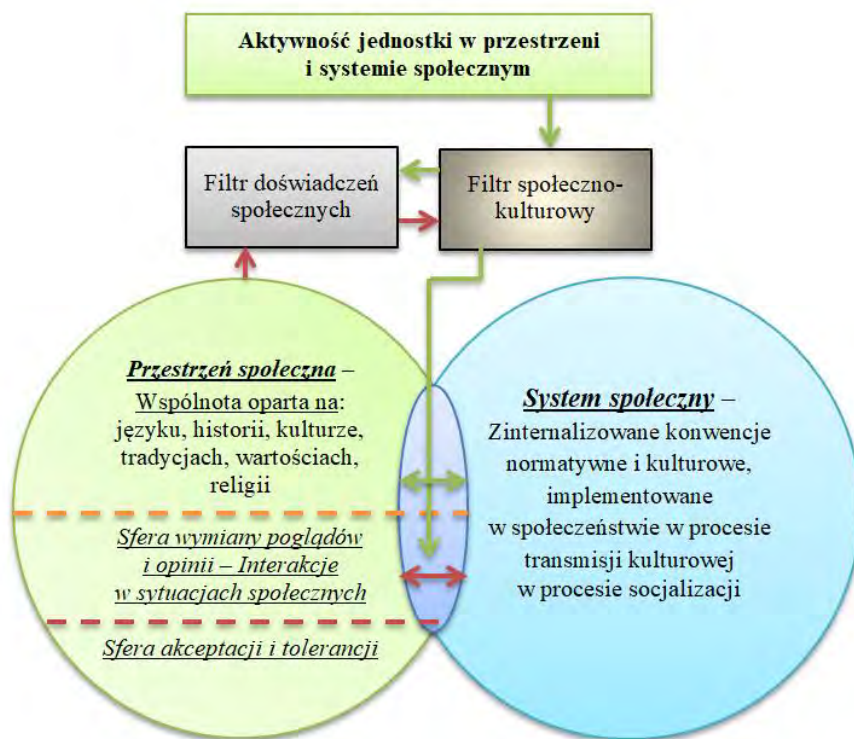 Aktywność jednostki w przestrzeni
i systemie społecznym
Filtr doświadczeń
społecznych
Filtr społeczno-
kulturowy
Przestrzeń społeczna –
Wspólnota oparta na:
języku, historii, kulturze,
tradycjach, wartościach,
religii
Sfera wymiany poglądów
i opinii – Interakcje
w sytuacjach społecznych
Sfera akceptacji i tolerancji
System społeczny –
Zinternalizowane konwencje
normatywne i kulturowe,
implementowane
w społeczeństwie w procesie
transmisji kulturowej
w procesie socjalizacji